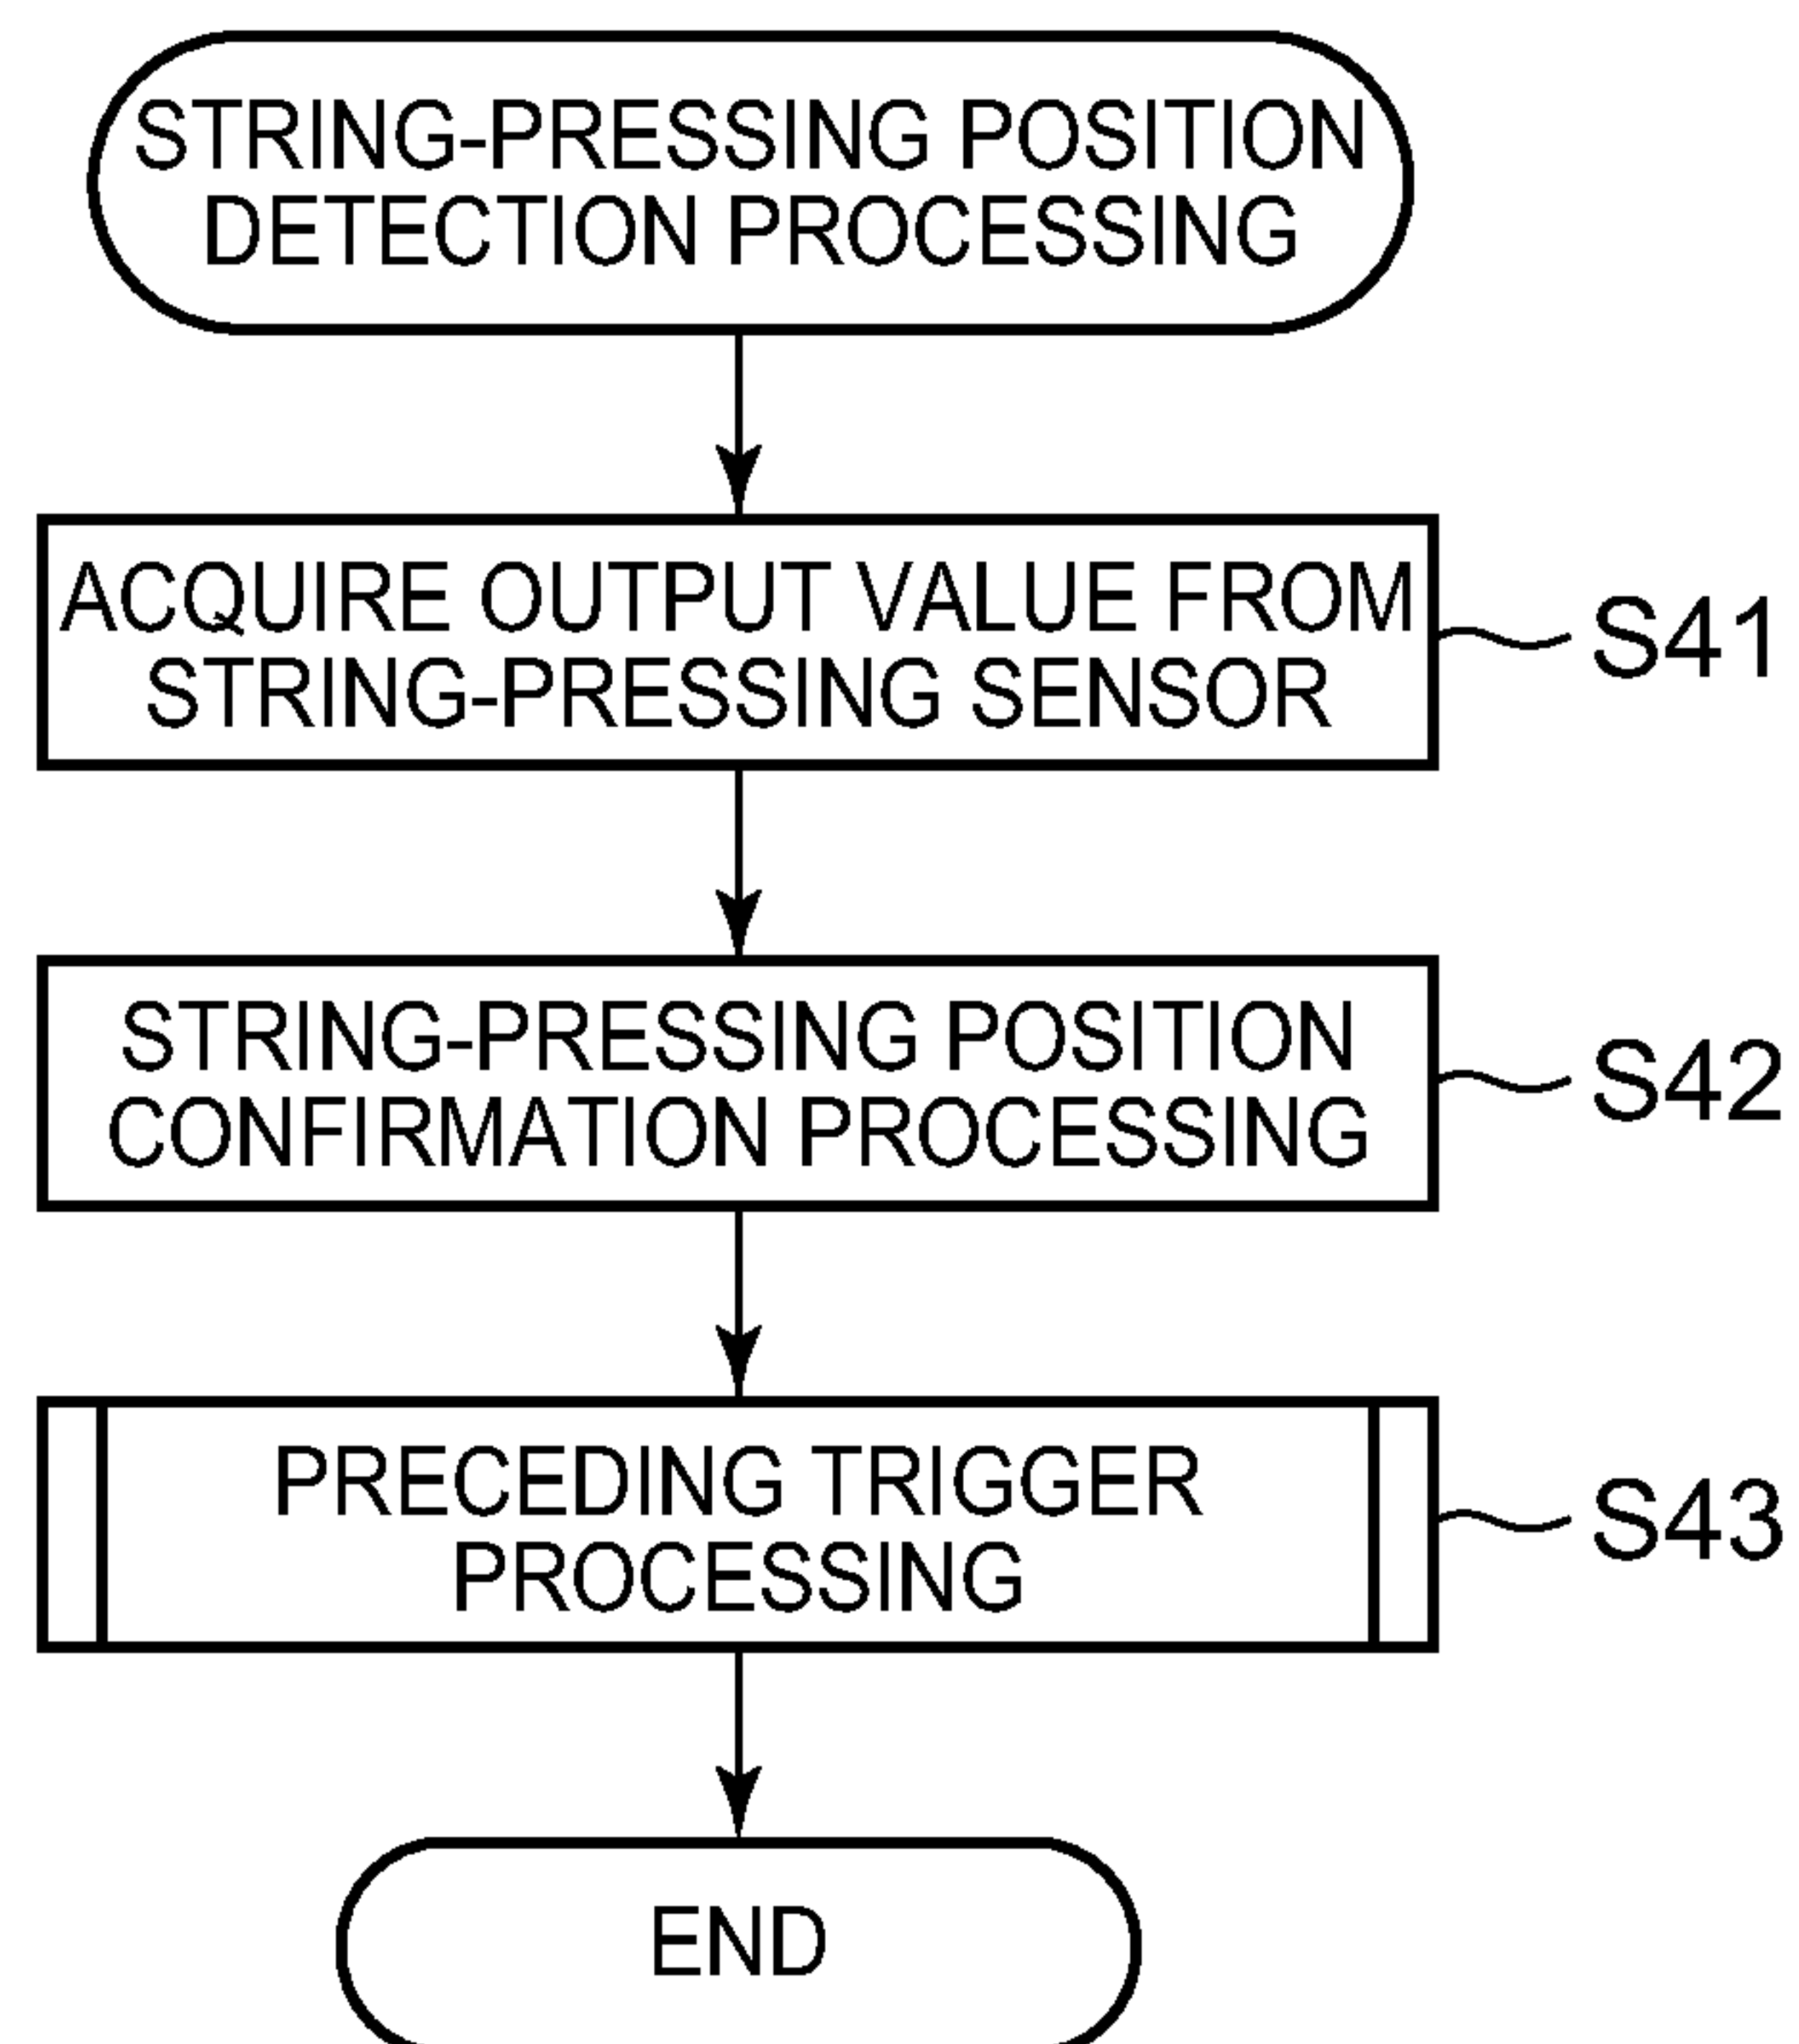 STRING-PRESSING POSITION
DETECTION PROCESSING
ACQUIRE OUTPUT VALUE FROM
STRING-PRESSING SENSOR
S41
STRING-PRESSING POSITION
CONFIRMATION PROCESSING
S42
PRECEDING TRIGGER
PROCESSING
S43
END